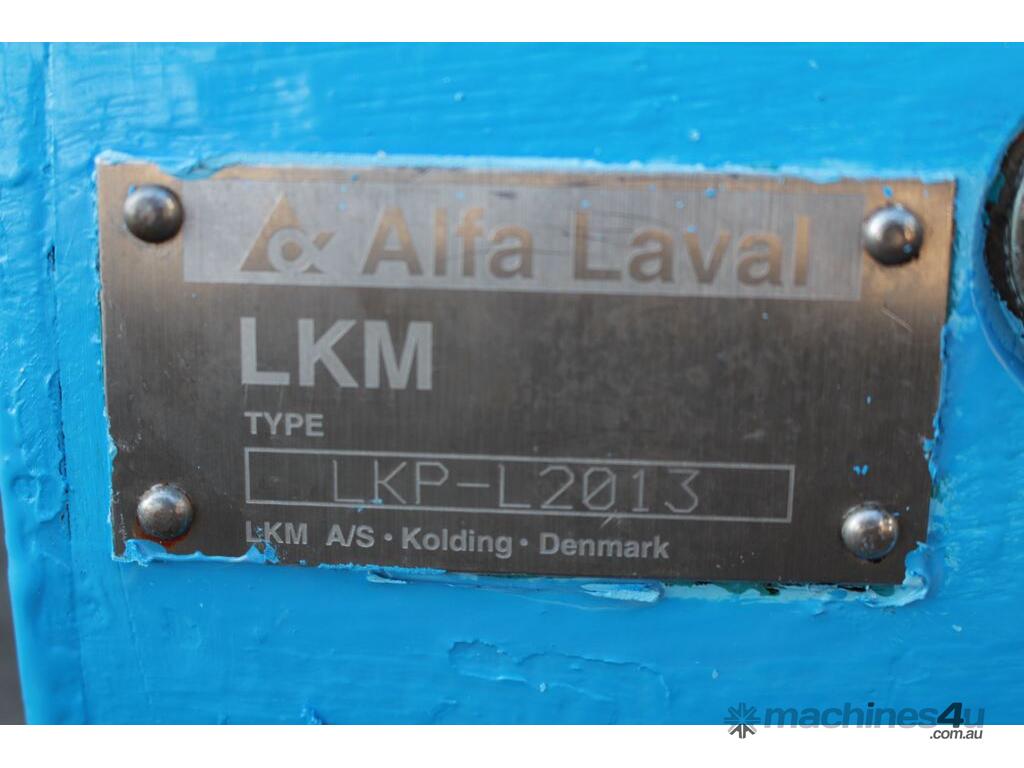 Alfa Laval
LKM
TYPE
LKP-L2013
LKM A/S • Kolding • Denmark
machines4u
.com.au